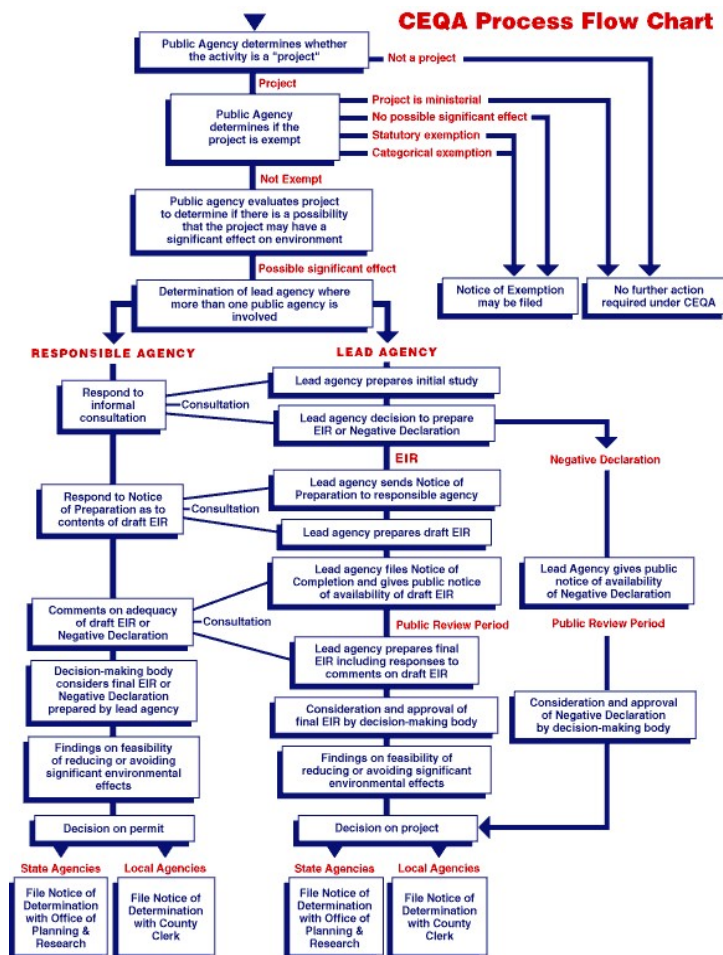 CEQA Process Flow Chart
Public Agency determines whether
the activity is a "project"
Not a project
Project
Public Agency
determines if the
project is exempt
Project is ministerial
No possible significant effect
Statutory exemption
Categorical exemption
Not Exempt
Public agency evaluates project
to determine if there is a possibility
that the project may have a
significant effect on environment
Possible significant effect
Notice of Exemption
may be filed
No further action
required under CEQA
Determination of lead agency where
more than one public agency is
involved
RESPONSIBLE AGENCY
LEAD AGENCY
Respond to
informal
consultation
Consultation
Lead agency prepares initial study
Lead agency decision to prepare
EIR or Negative Declaration
EIR
Negative Declaration
Respond to Notice
of Preparation as to
contents of draft EIR
Consultation
Lead agency sends Notice of
Preparation to responsible agency
Lead agency prepares draft EIR
Lead agency files Notice of
Completion and gives public notice
of availability of draft EIR
Lead Agency gives public
notice of availability
of Negative Declaration
Comments on adequacy
of draft EIR or
Negative Declaration
Consultation
Public Review Period
Public Review Period
Lead agency prepares final
EIR including responses to
comments on draft EIR
Decision-making body
considers final EIR or
Negative Declaration
prepared by lead agency
Consideration and approval
of final EIR by decision-making body
Consideration and approval
of Negative Declaration
by decision-making body
Findings on feasibility
of reducing or avoiding
significant environmental
effects
Findings on feasibility of
reducing or avoiding significant
environmental effects
Decision on permit
Decision on project
State Agencies
Local Agencies
State Agencies
Local Agencies
File Notice of
Determination
with Office of
Planning &
Research
File Notice of
Determination
with County
Clerk
File Notice of
Determination
with Office of
Planning &
Research
File Notice of
Determination
with County
Clerk